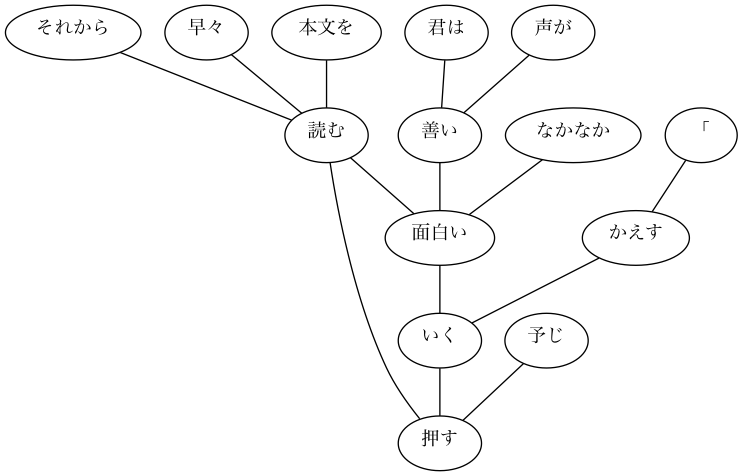 それから 早々 本文を 君は 声が
読む 善い なかなか 「
面白い かえす
いく 予じ
押す